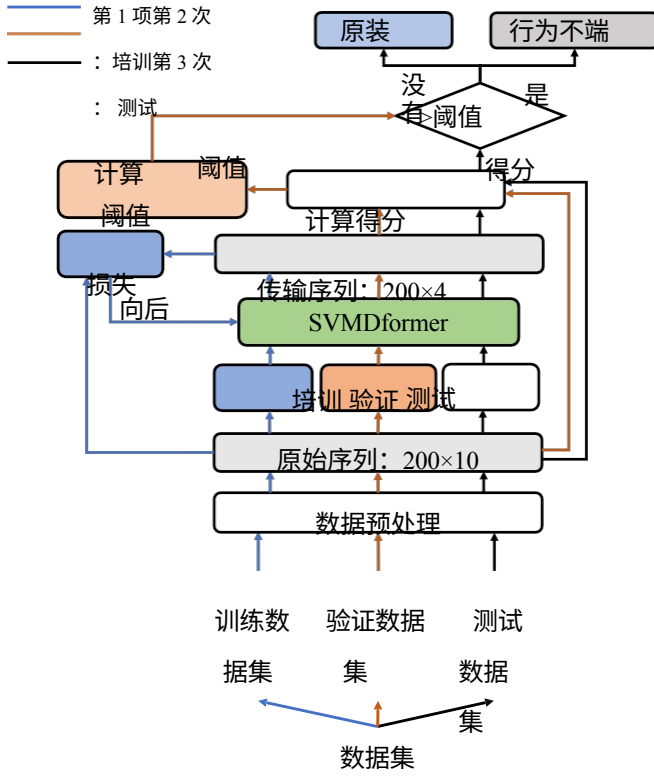 第 1 项第 2 次
：培训第 3 次
： 测试
原装
行为不端
没有
是
>阈值
计算
阈值
阈值
得分
计算得分
损失
传输序列：200×4
向后
SVMDformer
培训 验证 测试
原始序列：200×10
数据预处理
训练数
据集
验证数据
集
测试
数据
集
数据集